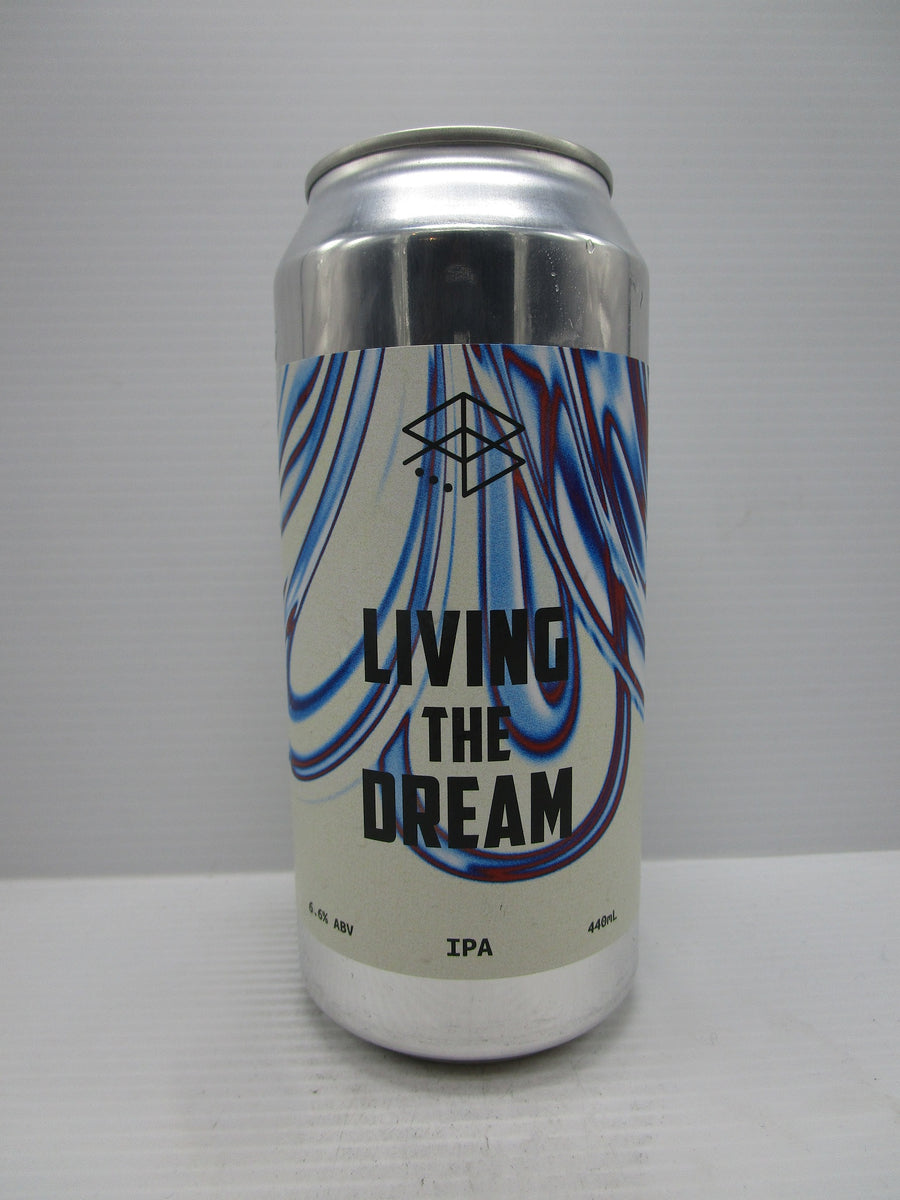 LIVING
THE
DREAM
6.6% ABV
IPA
440mL